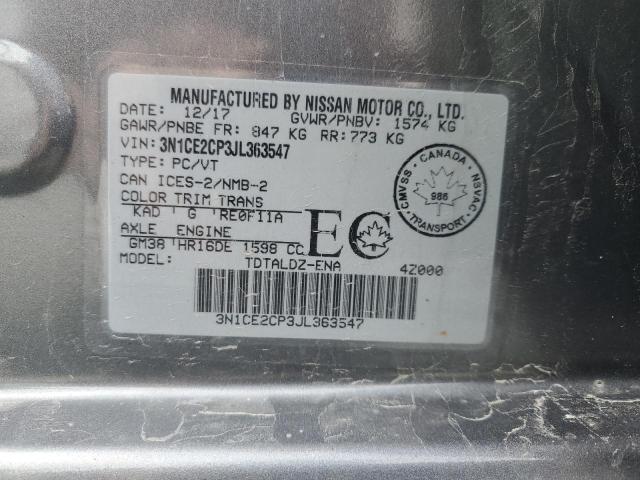 MANUFACTURED BY NISSAN MOTOR CO., LTD.
DATE: 12/17 GVWR/PNBV: 1574 KG
GAWR/PNBE FR: 847 KG RR: 773 KG
VIN: 3N1CE2CP3JL363547
TYPE: PC/VT
CAN ICES-2/NMB-2
COLOR TRIM TRANS
KAD G RE0F11A
AXLE ENGINE
GM38 HR16DE 1598 CC
MODEL: TDTALDZ-ENA 4Z000
EC
CMVSS - CANADA - NSVAC
986
TRANSPORT
3N1CE2CP3JL363547